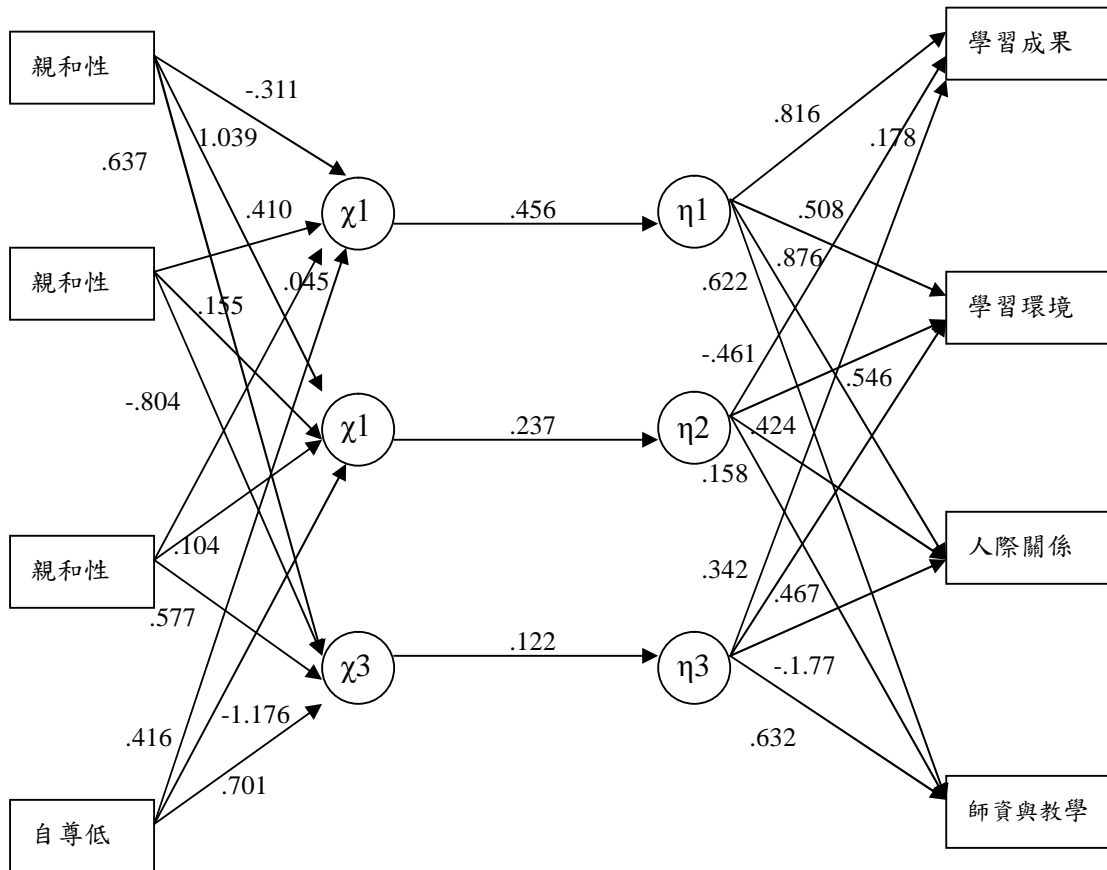 親和性
學習成果
-.311
.816
1.039
.178
.637
.410
χ1
.456
η1
.508
.876
親和性
.045
.155
.622
學習環境
-.461
.546
-.804
χ1
.237
η2
.424
.158
親和性
.104
人際關係
.342
.467
.577
χ3
.122
η3
-.1.77
-1.176
.416
.632
.701
自尊低
師資與教學